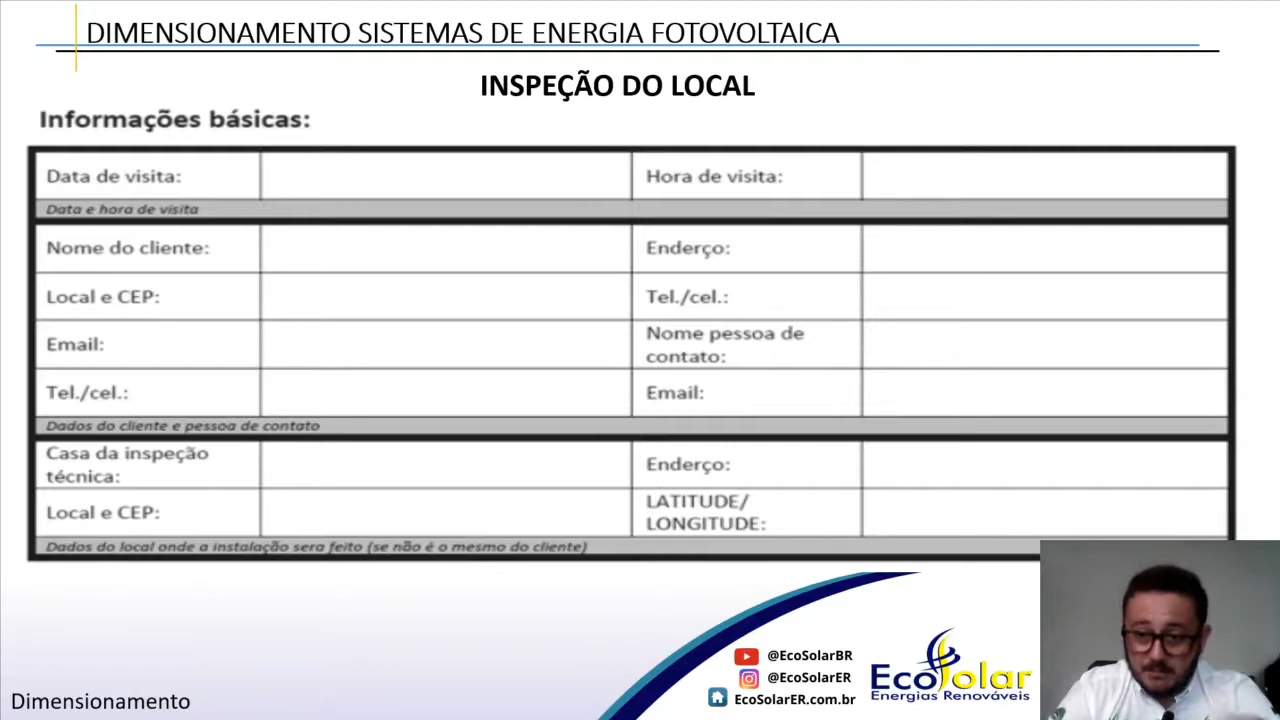 DIMENSIONAMENTO SISTEMAS DE ENERGIA FOTOVOLTAICA
INSPEÇÃO DO LOCAL
Informações básicas:
Data de visita: Hora de visita:
Data e hora de visita
Nome do cliente: Enderço:
Local e CEP: Tel./cel.:
Email: Nome pessoa de
contato:
Tel./cel.: Email:
Dados do cliente e pessoa de contato
Casa da inspeção
técnica: Enderço:
Local e CEP: LATITUDE/
LONGITUDE:
Dados do local onde a instalação sera feito (se não é o mesmo do cliente)
@EcoSolarBR
@EcoSolarER
EcoSolarER.com.br
EcoSolar
Energias Renováveis
Dimensionamento